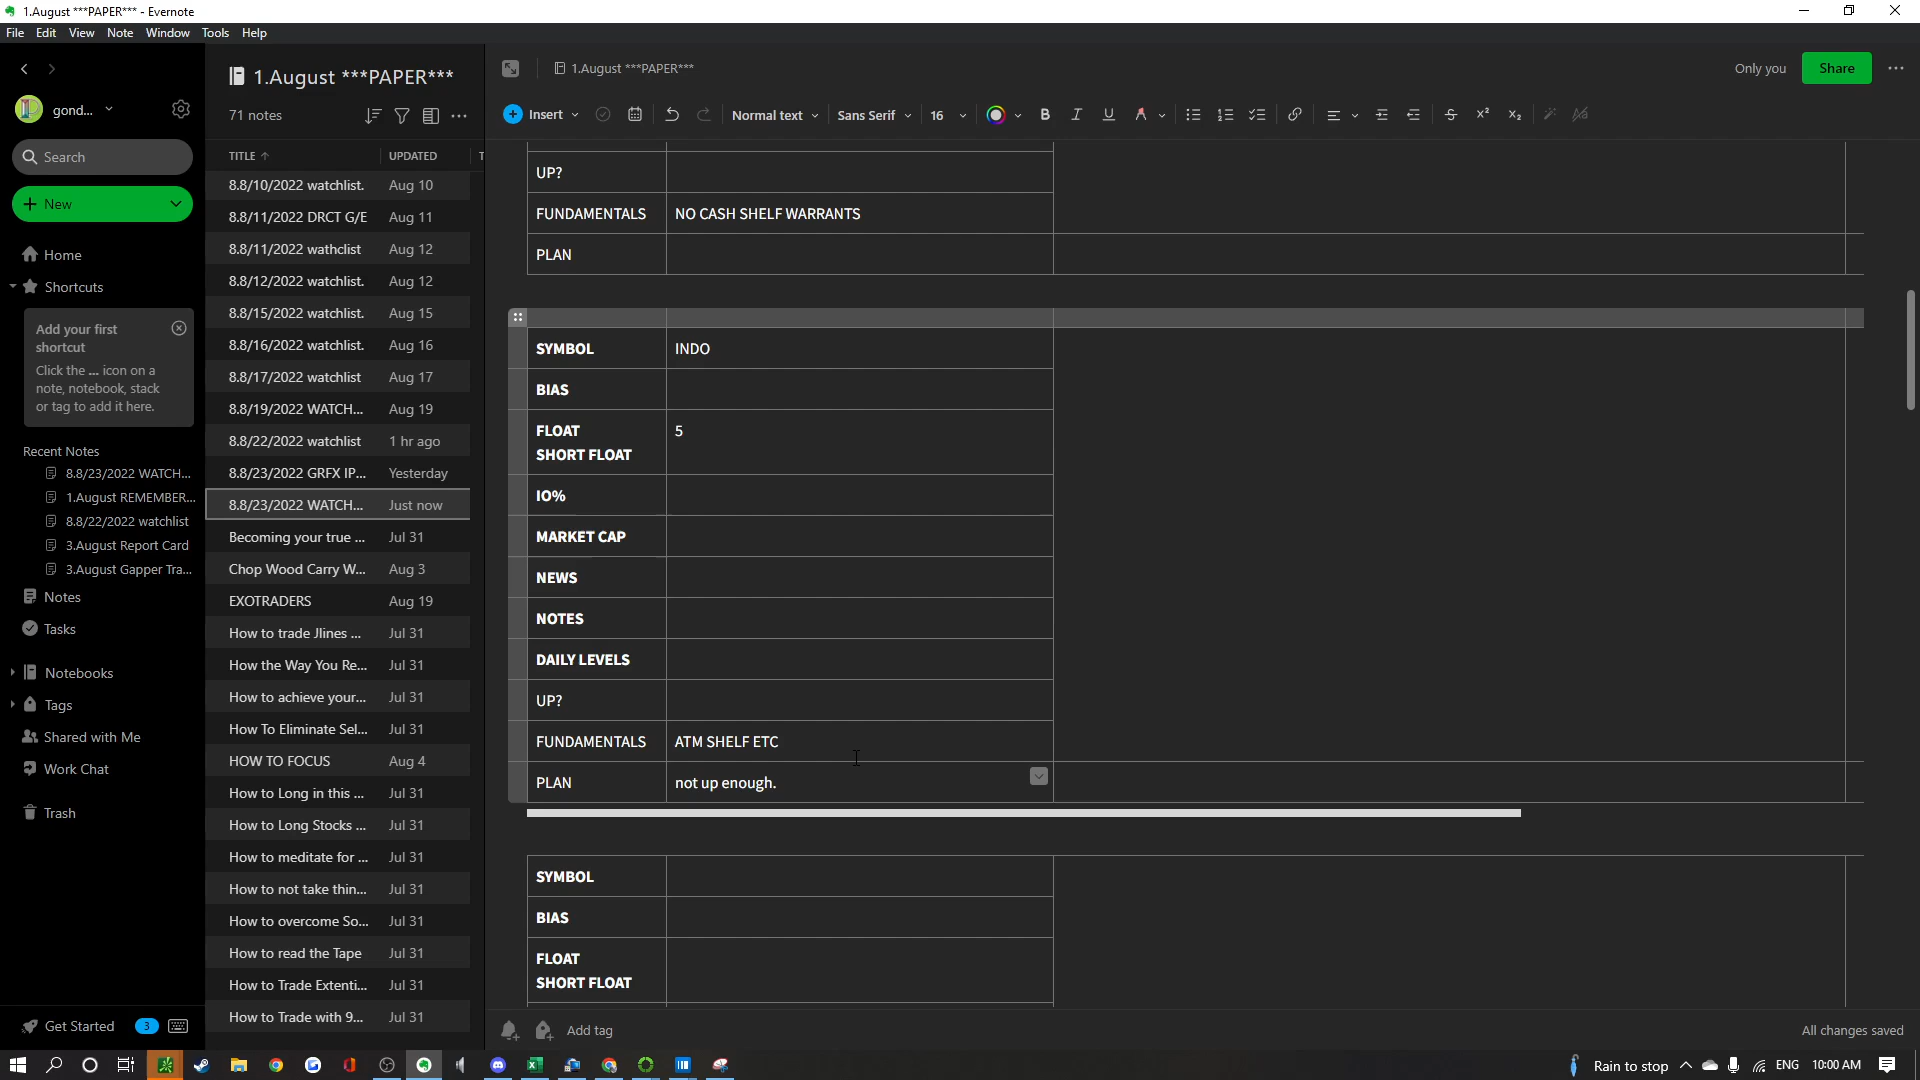 1.August ***PAPER*** - Evernote
File Edit View Note Window Tools Help
gond...
Search
New
Home
Shortcuts
Add your first
shortcut
Click the ... icon on a
note, notebook, stack
or tag to add it here.
Recent Notes
8.8/23/2022 WATCH...
1.August REMEMBER...
8.8/22/2022 watchlist
3.August Report Card
3.August Gapper Tra...
Notes
Tasks
Notebooks
Tags
Shared with Me
Work Chat
Trash
Get Started 3
1.August ***PAPER***
71 notes
TITLE UPDATED T
8.8/10/2022 watchlist. Aug 10
8.8/11/2022 DRCT G/E Aug 11
8.8/11/2022 wathclist Aug 12
8.8/12/2022 watchlist. Aug 12
8.8/15/2022 watchlist. Aug 15
8.8/16/2022 watchlist. Aug 16
8.8/17/2022 watchlist Aug 17
8.8/19/2022 WATCH... Aug 19
8.8/22/2022 watchlist 1 hr ago
8.8/23/2022 GRFX IP... Yesterday
8.8/23/2022 WATCH... Just now
Becoming your true ... Jul 31
Chop Wood Carry W... Aug 3
EXOTRADERS Aug 19
How to trade Jlines ... Jul 31
How the Way You Re... Jul 31
How to achieve your... Jul 31
How To Eliminate Sel... Jul 31
HOW TO FOCUS Aug 4
How to Long in this ... Jul 31
How to Long Stocks ... Jul 31
How to meditate for ... Jul 31
How to not take thin... Jul 31
How to overcome So... Jul 31
How to read the Tape Jul 31
How to Trade Extenti... Jul 31
How to Trade with 9... Jul 31
1.August ***PAPER***
Only you Share
Insert Normal text Sans Serif 16
UP?
FUNDAMENTALS NO CASH SHELF WARRANTS
PLAN
SYMBOL INDO
BIAS
FLOAT 5
SHORT FLOAT
IO%
MARKET CAP
NEWS
NOTES
DAILY LEVELS
UP?
FUNDAMENTALS ATM SHELF ETC
PLAN not up enough.
SYMBOL
BIAS
FLOAT
SHORT FLOAT
Add tag
All changes saved
Rain to stop ENG 10:00 AM